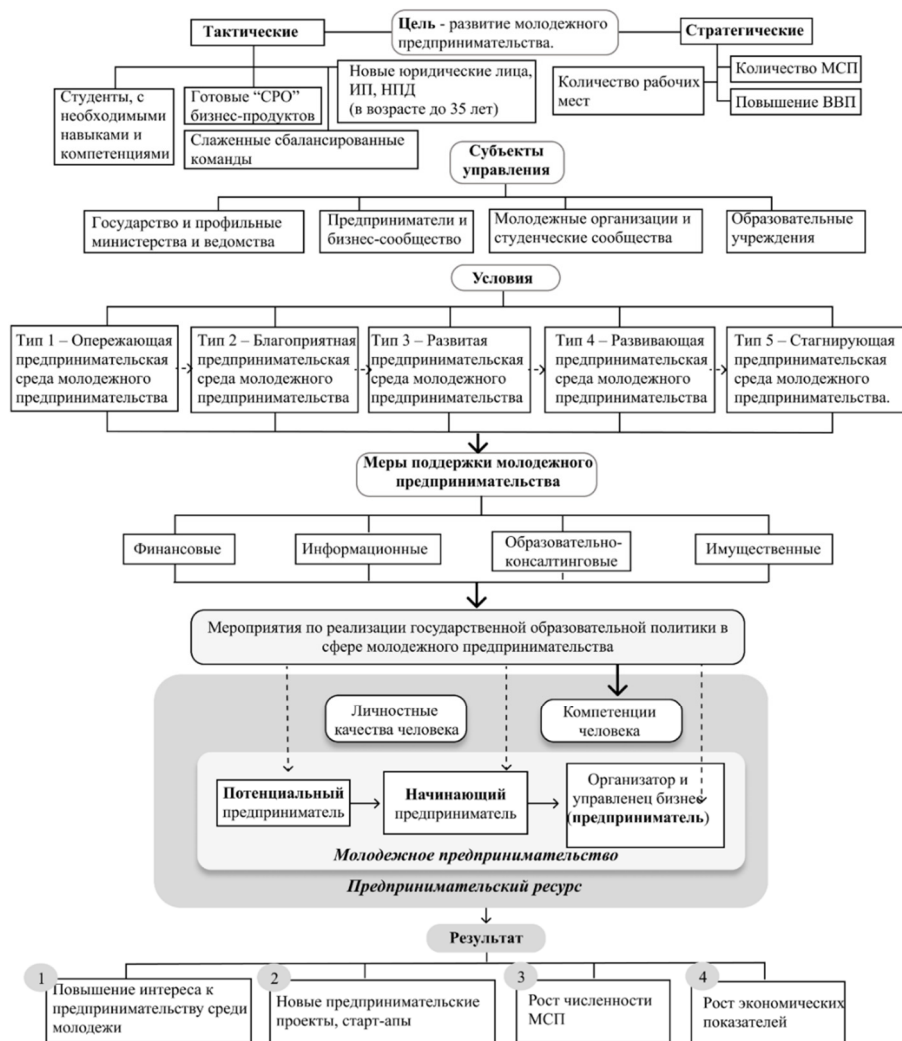 Цель - развитие молодежного
предпринимательства.
Тактические
Стратегические
Студенты, с
необходимыми
навыками и
компетенциями
Готовые “СРО”
бизнес-продуктов
Слаженные сбалансированные
команды
Новые юридические лица,
ИП, НПД
(в возрасте до 35 лет)
Количество рабочих
мест
Количество МСП
Повышение ВВП
Субъекты
управления
Государство и профильные
министерства и ведомства
Предприниматели и
бизнес-сообщество
Молодежные организации и
студенческие сообщества
Образовательные
учреждения
Условия
Тип 1 – Опережающая
предпринимательская
среда молодежного
предпринимательства
Тип 2 – Благоприятная
предпринимательская
среда молодежного
предпринимательства
Тип 3 – Развитая
предпринимательская
среда молодежного
предпринимательства
Тип 4 – Развивающая
предпринимательская
среда молодежного
предпринимательства
Тип 5 – Стагнирующая
предпринимательская
среда молодежного
предпринимательства.
Меры поддержки молодежного
предпринимательства
Финансовые
Информационные
Образовательно-
консалтинговые
Имущественные
Мероприятия по реализации государственной образовательной политики в
сфере молодежного предпринимательства
Личностные
качества человека
Компетенции
человека
Потенциальный
предприниматель
Начинающий
предприниматель
Организатор и
управленец бизнес
(предприниматель)
Молодежное предпринимательство
Предпринимательский ресурс
Результат
1
Повышение интереса к
предпринимательству среди
молодежи
2
Новые предпринимательские
проекты, старт-апы
3
Рост численности
МСП
4
Рост экономических
показателей